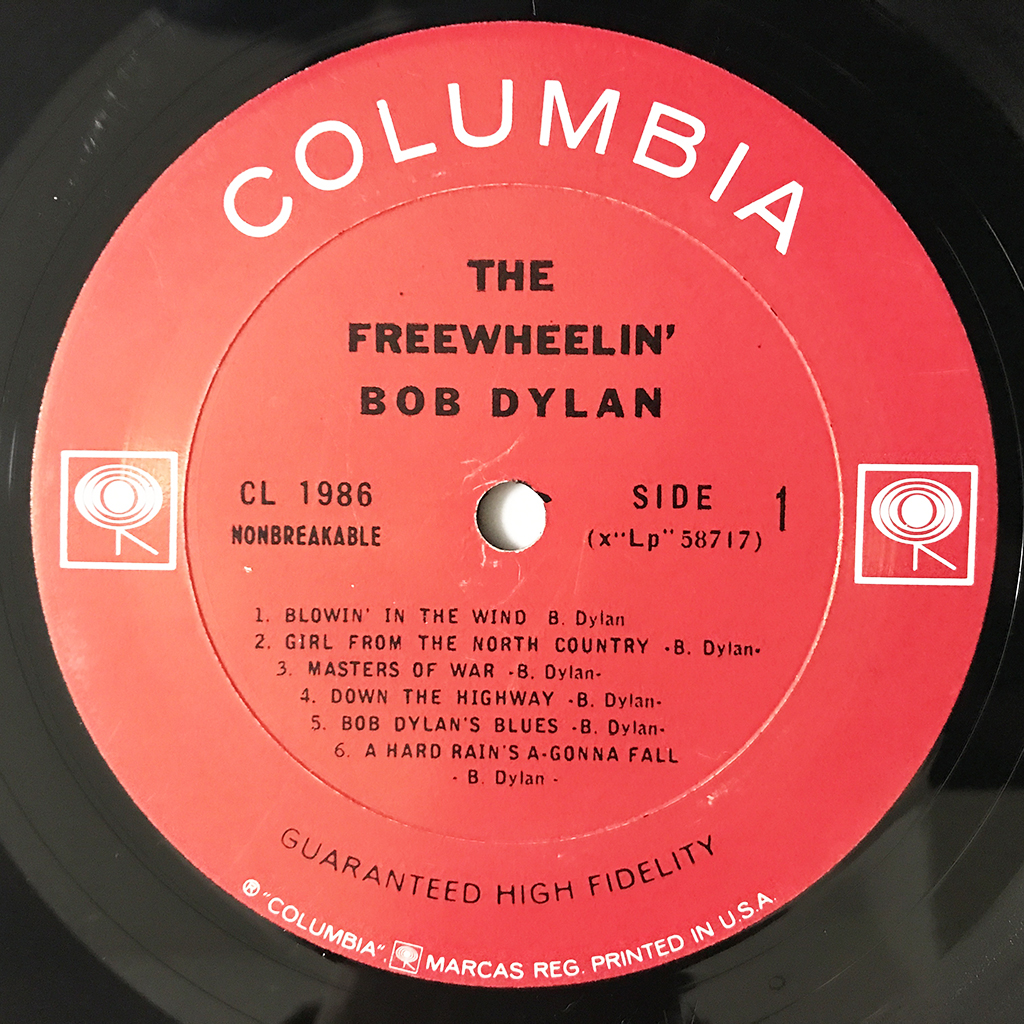 COLUMBIA
THE
FREEWHEELIN'
BOB DYLAN
CL 1986
NONBREAKABLE
SIDE 1
(x"Lp" 58717)
1. BLOWIN' IN THE WIND B. Dylan
2. GIRL FROM THE NORTH COUNTRY -B. Dylan-
3. MASTERS OF WAR -B. Dylan-
4. DOWN THE HIGHWAY -B. Dylan-
5. BOB DYLAN'S BLUES -B. Dylan-
6. A HARD RAIN'S A-GONNA FALL
- B. Dylan -
GUARANTEED HIGH FIDELITY
® "COLUMBIA", MARCAS REG. PRINTED IN U.S.A.